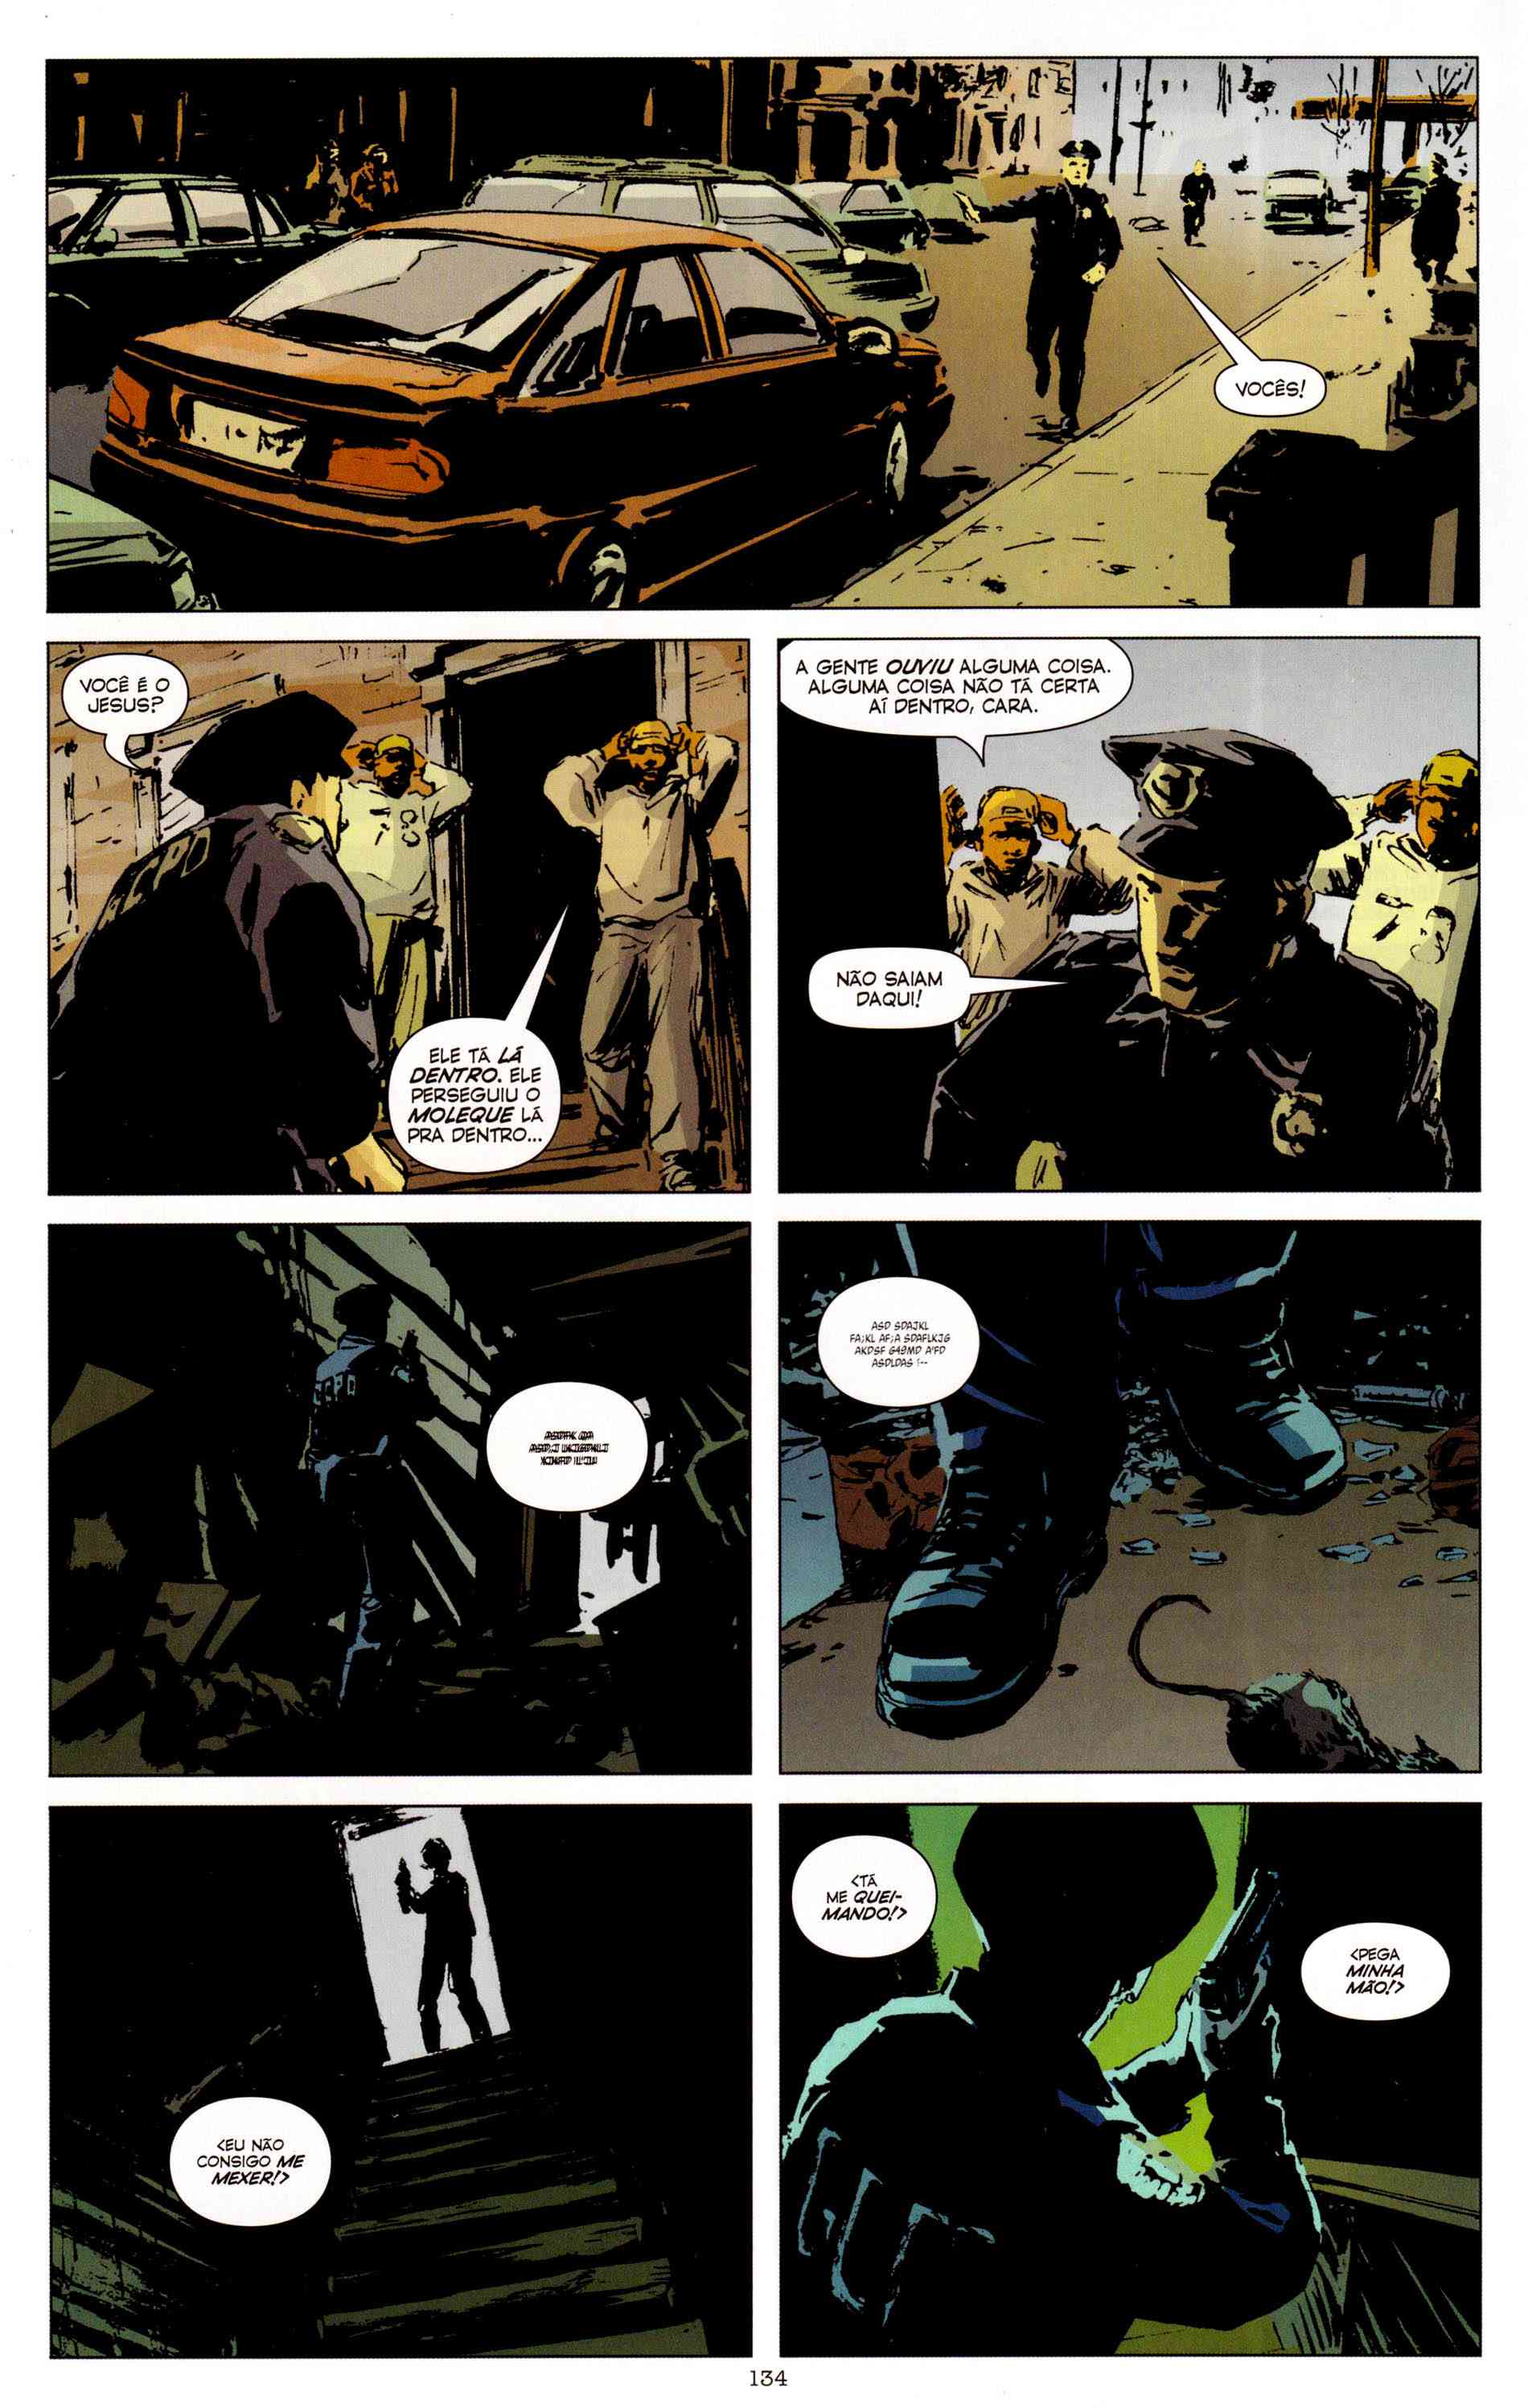 VOCÊS!
VOCÊ É O
JESUS?
ELE TÁ LÁ
DENTRO. ELE
PERSEGUIU O
MOLEQUE LÁ
PRA DENTRO...
A GENTE OUVIU ALGUMA COISA.
ALGUMA COISA NÃO TÁ CERTA
AÍ DENTRO, CARA.
NÃO SAIAM
DAQUI!
ASD SDAJKL
FA;KL AF;A SDAFLKJG
AKDSF G49MD A'FD
ASDLDAS !--
<EU NÃO
CONSIGO ME
MEXER!>
<TÁ
ME QUEI-
MANDO!>
<PEGA
MINHA
MÃO!>
134